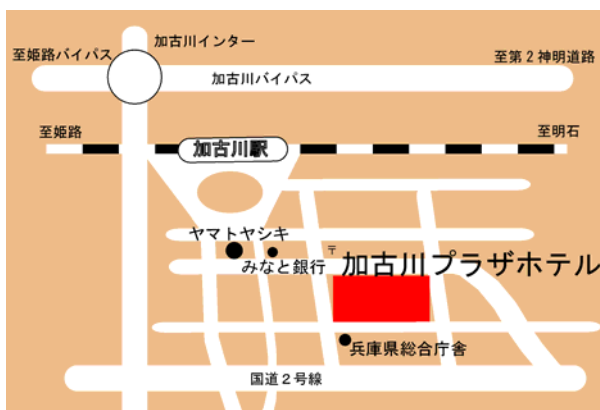 加古川インター
至姫路バイパス
至第2神明道路
加古川バイパス
至姫路
加古川駅
至明石
ヤマトヤシキ
みなと銀行
〒
加古川プラザホテル
兵庫県総合庁舎
国道2号線